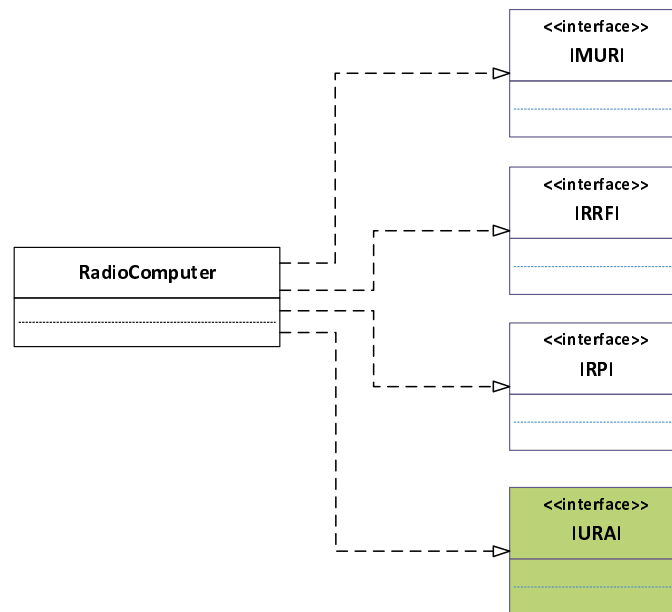 <<interface>>
IMURI
<<interface>>
IRRFI
RadioComputer
<<interface>>
IRPI
<<interface>>
IURAI